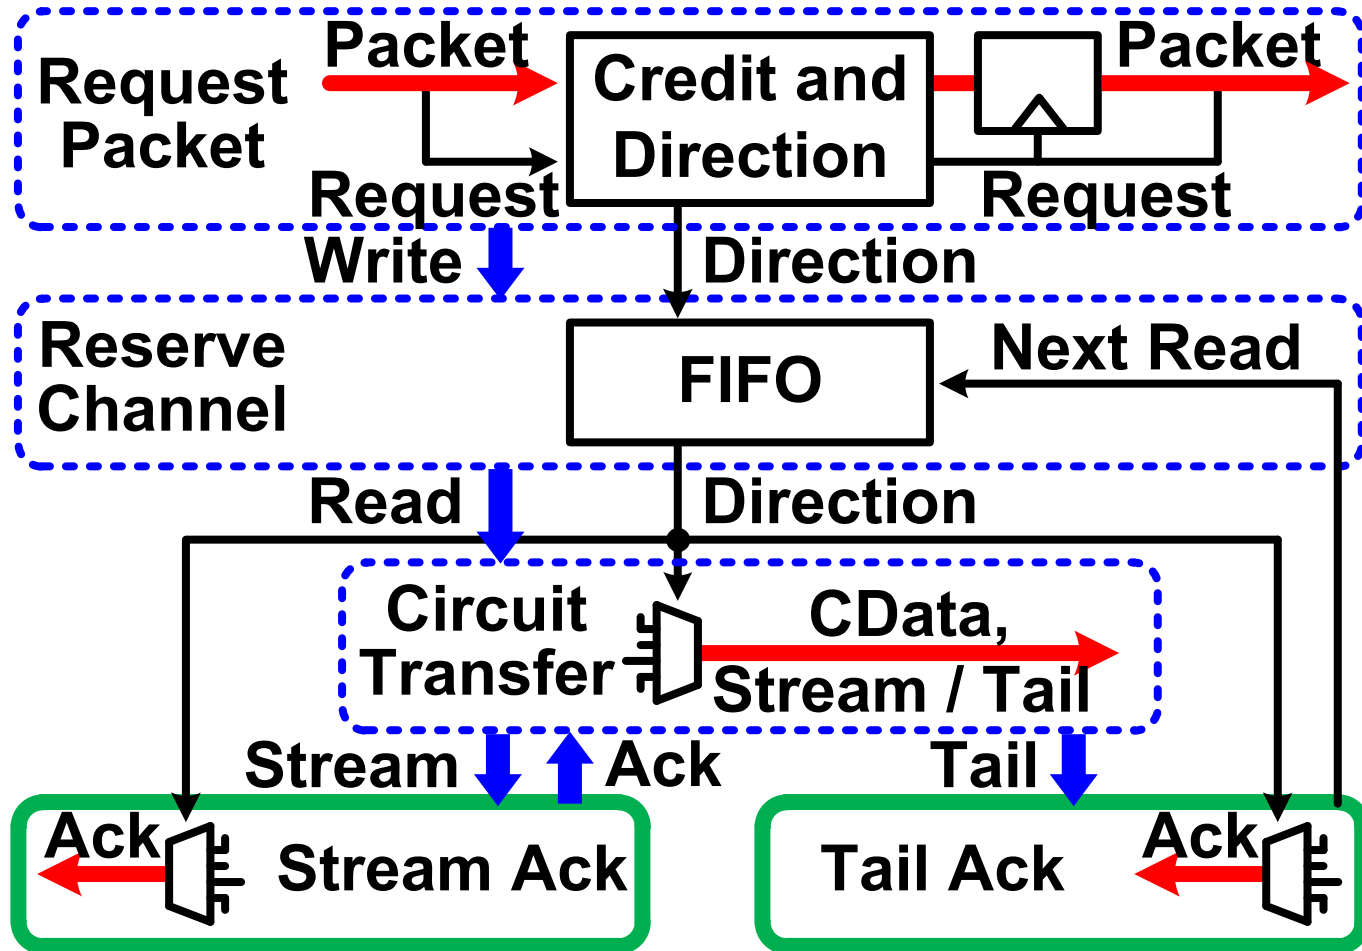 Packet
Packet
Request
Packet
Credit and
Direction
Request
Request
Write
Direction
Reserve
Channel
FIFO
Next Read
Read
Direction
Circuit
Transfer
CData,
Stream / Tail
Stream
Ack
Tail
Ack
Stream Ack
Tail Ack
Ack